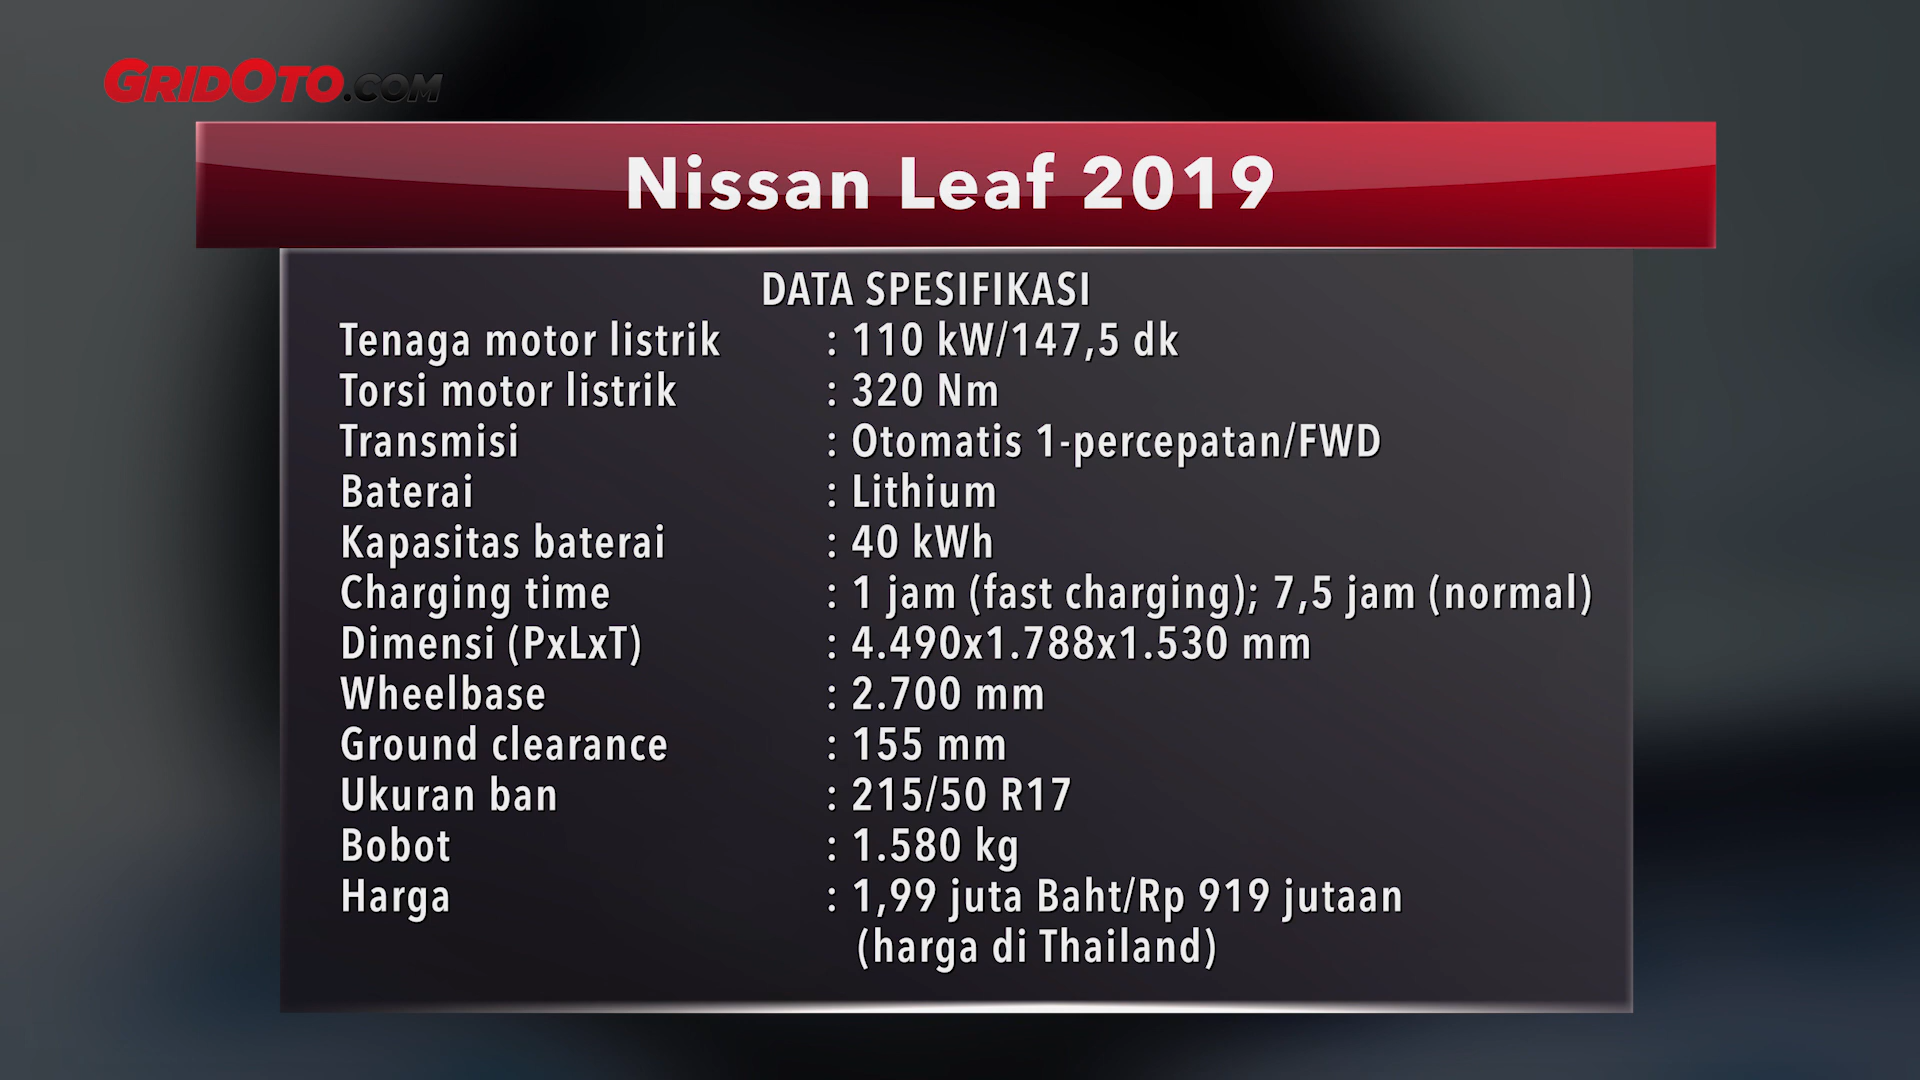 GRIDOTO.COM
Nissan Leaf 2019
DATA SPESIFIKASI
Tenaga motor listrik : 110 kW/147,5 dk
Torsi motor listrik : 320 Nm
Transmisi : Otomatis 1-percepatan/FWD
Baterai : Lithium
Kapasitas baterai : 40 kWh
Charging time : 1 jam (fast charging); 7,5 jam (normal)
Dimensi (PxLxT) : 4.490x1.788x1.530 mm
Wheelbase : 2.700 mm
Ground clearance : 155 mm
Ukuran ban : 215/50 R17
Bobot : 1.580 kg
Harga : 1,99 juta Baht/Rp 919 jutaan
(harga di Thailand)